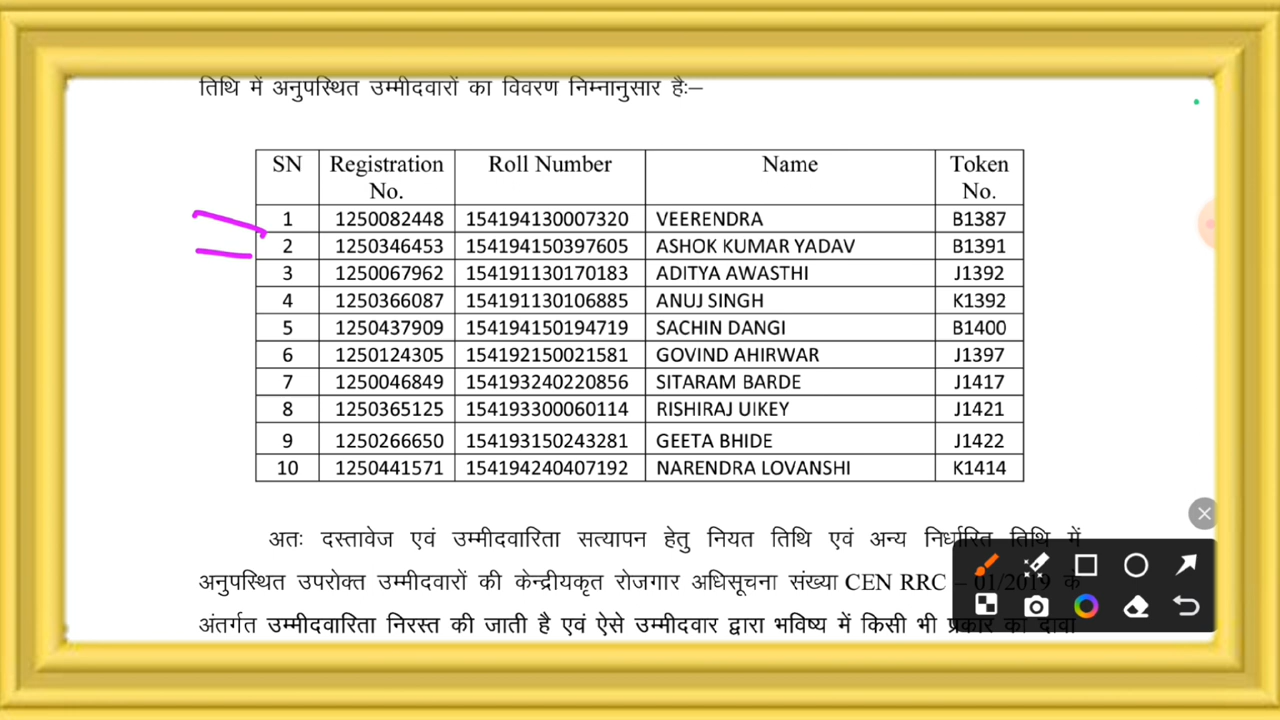 तिथि में अनुपस्थित उम्मीदवारों का विवरण निम्नानुसार है:–
SN Registration No. Roll Number Name Token No.
1 1250082448 154194130007320 VEERENDRA B1387
2 1250346453 154194150397605 ASHOK KUMAR YADAV B1391
3 1250067962 154191130170183 ADITYA AWASTHI J1392
4 1250366087 154191130106885 ANUJ SINGH K1392
5 1250437909 154194150194719 SACHIN DANGI B1400
6 1250124305 154192150021581 GOVIND AHIRWAR J1397
7 1250046849 154193240220856 SITARAM BARDE J1417
8 1250365125 154193300060114 RISHIRAJ UIKEY J1421
9 1250266650 154193150243281 GEETA BHIDE J1422
10 1250441571 154194240407192 NARENDRA LOVANSHI K1414
अतः दस्तावेज एवं उम्मीदवारिता सत्यापन हेतु नियत तिथि एवं अन्य निर्धारित तिथि में
अनुपस्थित उपरोक्त उम्मीदवारों की केन्द्रीयकृत रोजगार अधिसूचना संख्या CEN RRC – 01/2019 के
अंतर्गत उम्मीदवारिता निरस्त की जाती है एवं ऐसे उम्मीदवार द्वारा भविष्य में किसी भी प्रकार का दावा